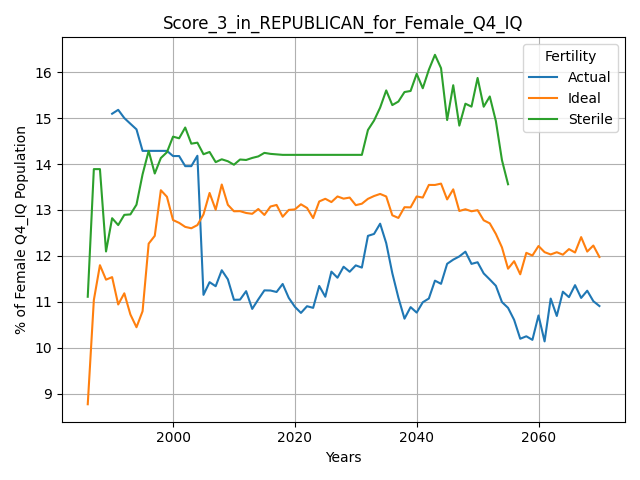 Score_3_in_REPUBLICAN_for_Female_Q4_IQ
% of Female Q4_IQ Population
16
15
14
13
12
11
10
9
Fertility
Actual
Ideal
Sterile
2000 2020 2040 2060
Years